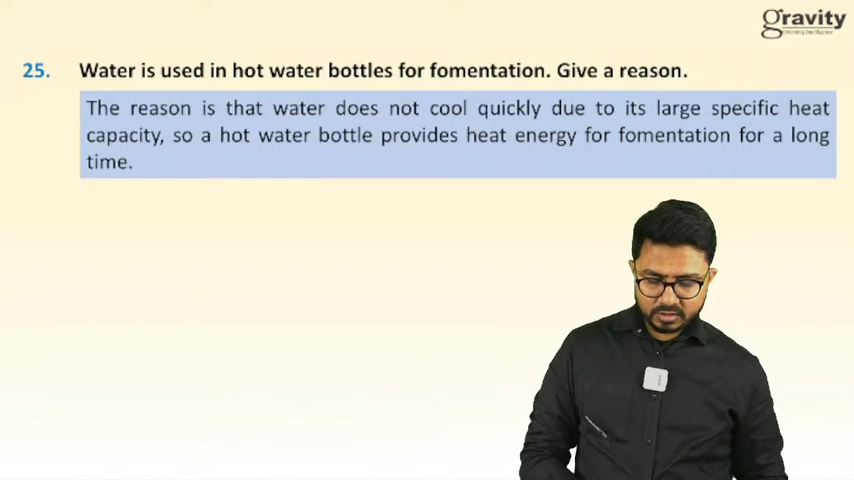 gravity
25. Water is used in hot water bottles for fomentation. Give a reason.
The reason is that water does not cool quickly due to its large specific heat
capacity, so a hot water bottle provides heat energy for fomentation for a long
time.